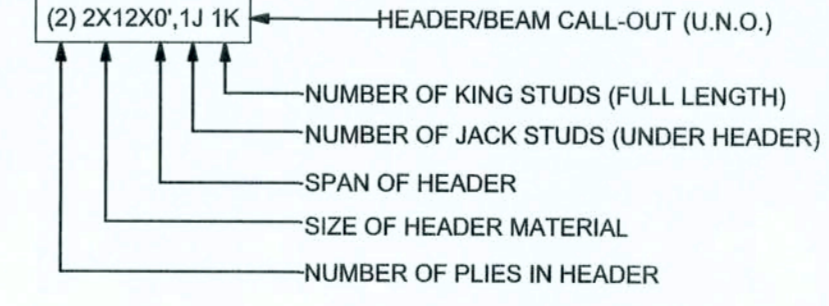 (2) 2X12X0',1J 1K HEADER/BEAM CALL-OUT (U.N.O.)
NUMBER OF KING STUDS (FULL LENGTH)
NUMBER OF JACK STUDS (UNDER HEADER)
SPAN OF HEADER
SIZE OF HEADER MATERIAL
NUMBER OF PLIES IN HEADER